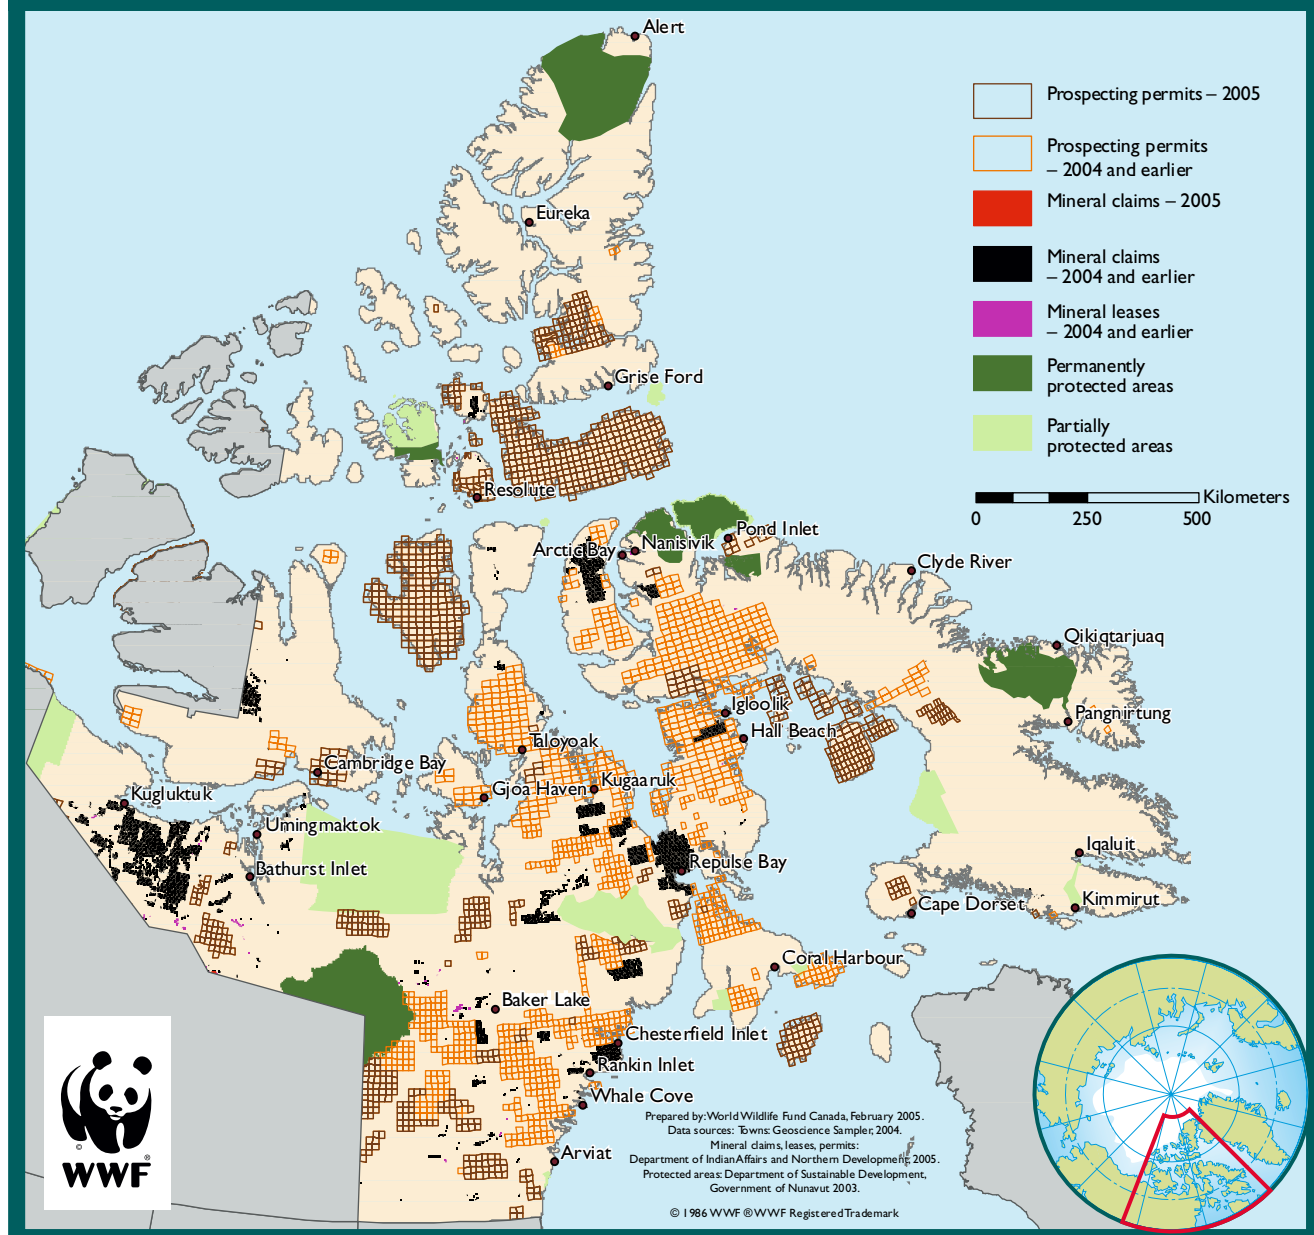 Alert
Prospecting permits – 2005
Prospecting permits
– 2004 and earlier
Mineral claims – 2005
Mineral claims
– 2004 and earlier
Mineral leases
– 2004 and earlier
Permanently
protected areas
Partially
protected areas
Kilometers
0 250 500
Eureka
Grise Ford
Resolute
Arctic Bay
Nanisivik
Pond Inlet
Clyde River
Qikiqtarjuaq
Pangnirtung
Igloolik
Hall Beach
Taloyoak
Cambridge Bay
Gjoa Haven
Kugaaruk
Kugluktuk
Umingmaktok
Bathurst Inlet
Repulse Bay
Iqaluit
Kimmirut
Cape Dorset
Coral Harbour
Baker Lake
Chesterfield Inlet
Rankin Inlet
Whale Cove
Arviat
Prepared by: World Wildlife Fund Canada, February 2005.
Data sources: Towns: Geoscience Sampler, 2004.
Mineral claims, leases, permits:
Department of Indian Affairs and Northern Development, 2005.
Protected areas: Department of Sustainable Development,
Government of Nunavut 2003.
© 1986 WWF ® WWF Registered Trademark
©
®
WWF